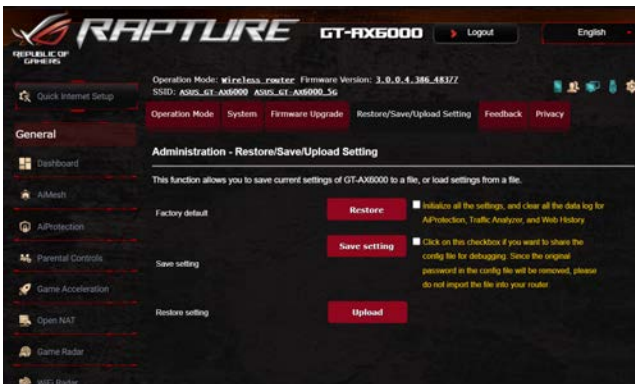 RAPTURE GT-AX6000 Logout English
REPUBLIC OF
GAMERS
Operation Mode: Wireless router Firmware Version: 3.0.0.4.386_48377
SSID: ASUS_GT-AX6000 ASUS_GT-AX6000_5G
Quick Internet Setup
Operation Mode System Firmware Upgrade Restore/Save/Upload Setting Feedback Privacy
General
Administration - Restore/Save/Upload Setting
Dashboard
This function allows you to save current settings of GT-AX6000 to a file, or load settings from a file.
AiMesh
Factory default Restore Initialize all the settings, and clear all the data log for
AiProtection, Traffic Analyzer, and Web History.
AiProtection
Save setting Save setting Click on this checkbox if you want to share the
config file for debugging. Since the original
password in the config file will be removed, please
do not import the file into your router.
Parental Controls
Game Acceleration
Restore setting Upload
Open NAT
Game Radar
WiFi Radar